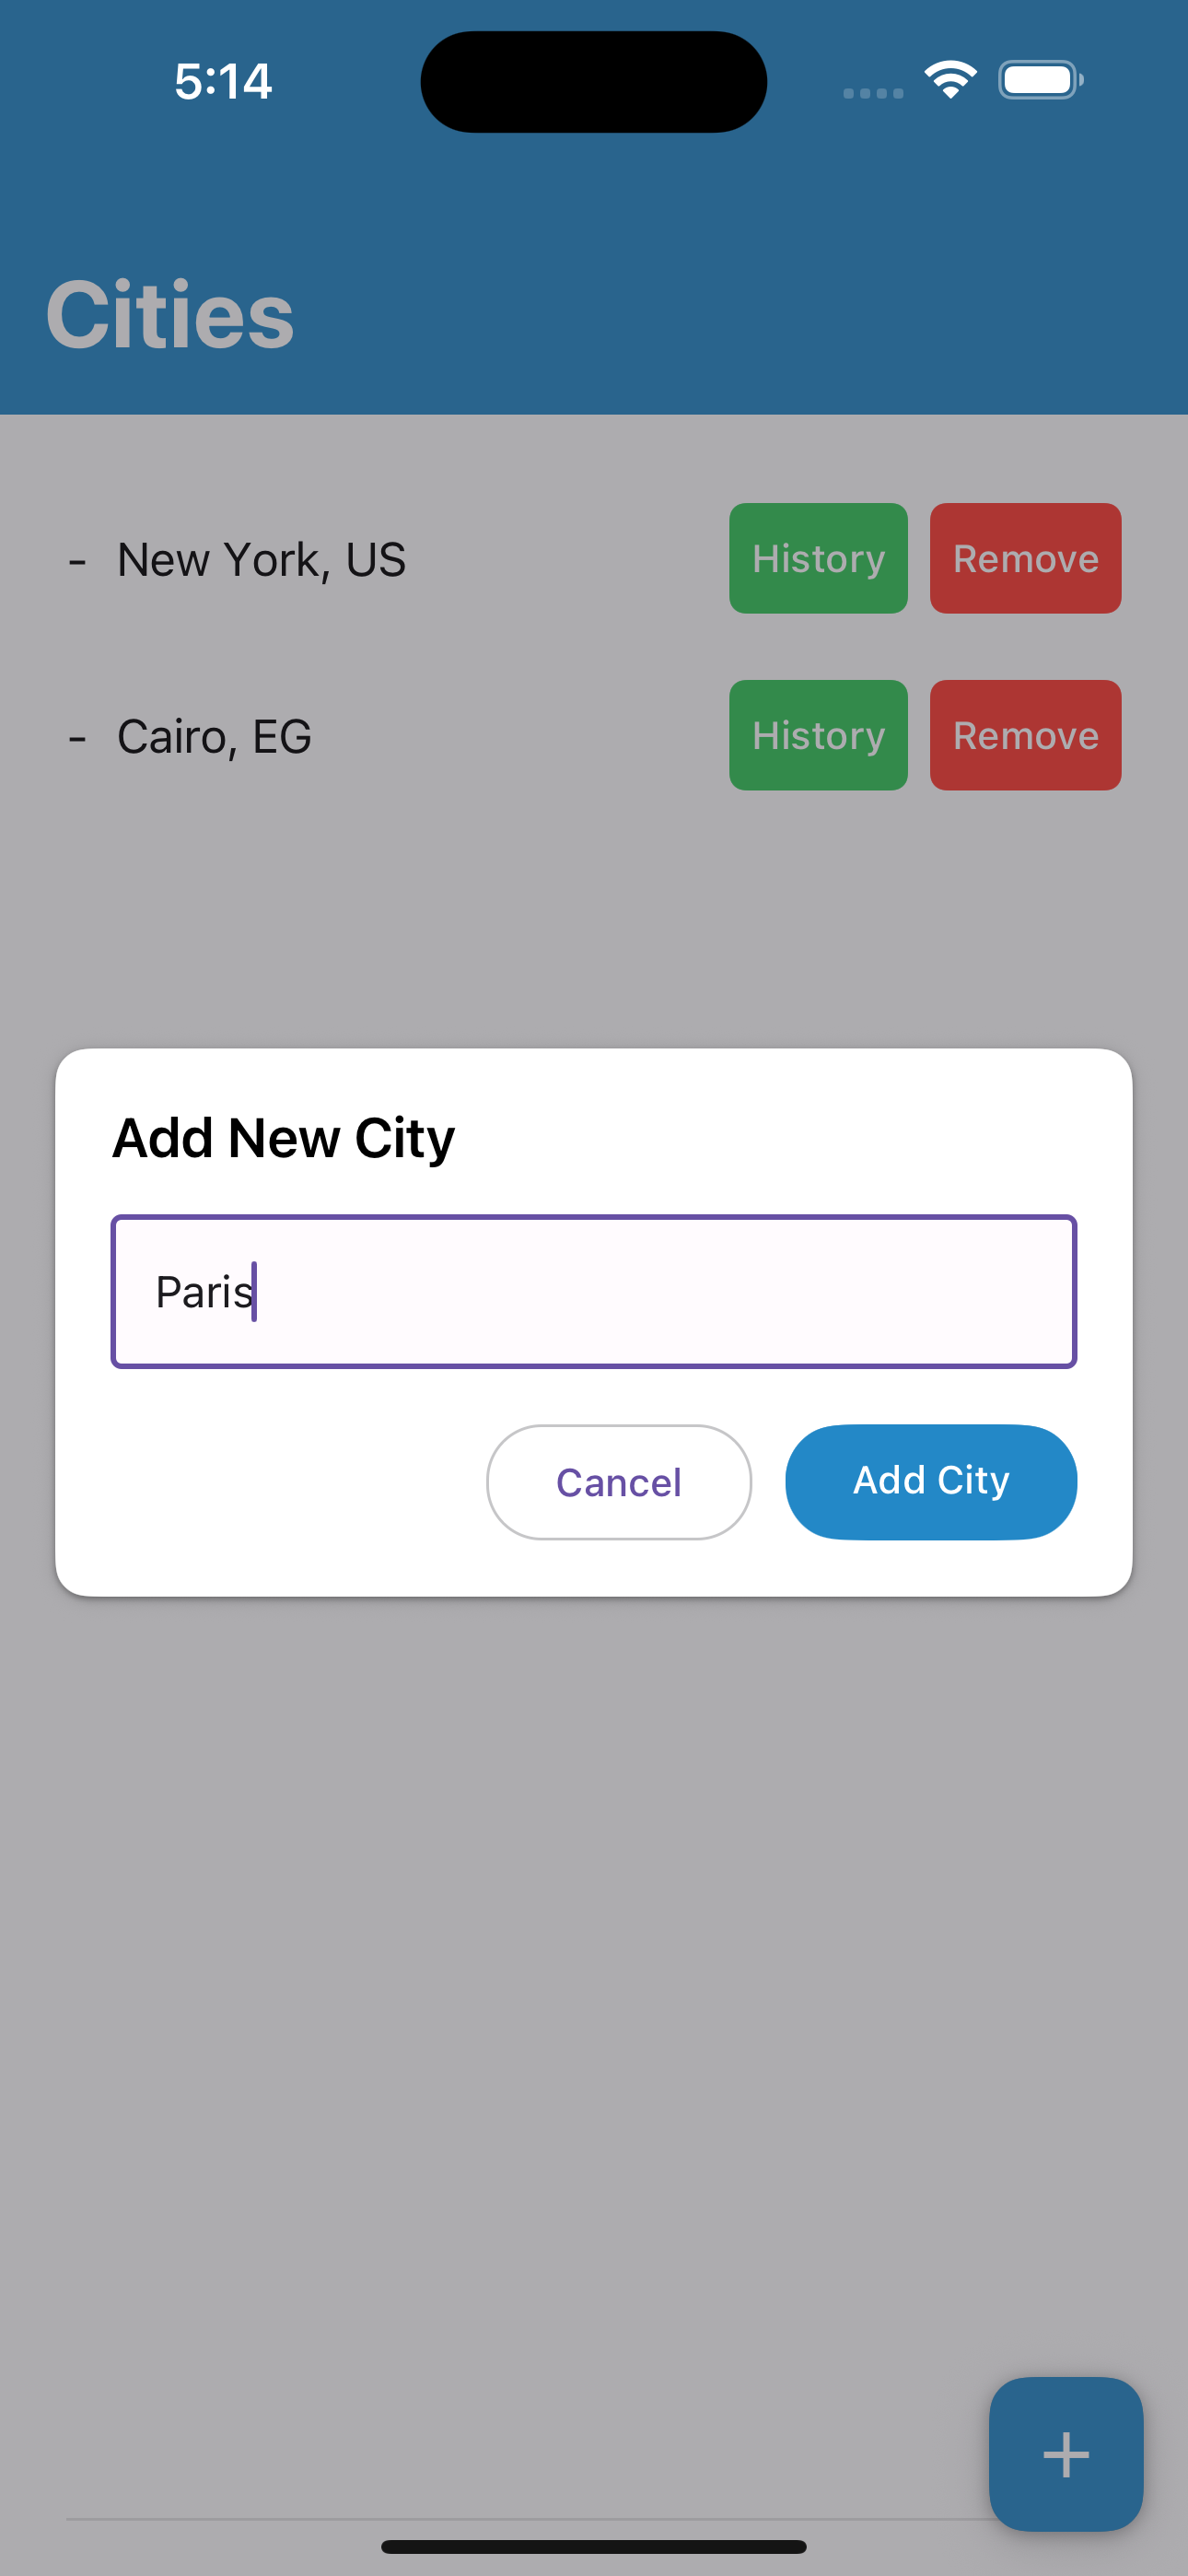 5:14
Cities
- New York, US History Remove
- Cairo, EG History Remove
Add New City
Paris
Cancel Add City
+